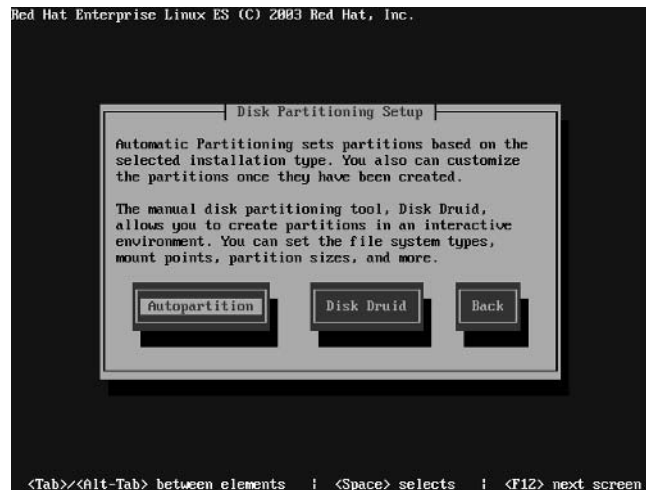 Red Hat Enterprise Linux ES (C) 2003 Red Hat, Inc.
Disk Partitioning Setup
Automatic Partitioning sets partitions based on the
selected installation type. You also can customize
the partitions once they have been created.
The manual disk partitioning tool, Disk Druid,
allows you to create partitions in an interactive
environment. You can set the file system types,
mount points, partition sizes, and more.
Autopartition Disk Druid Back
<Tab>/<Alt-Tab> between elements | <Space> selects | <F12> next screen